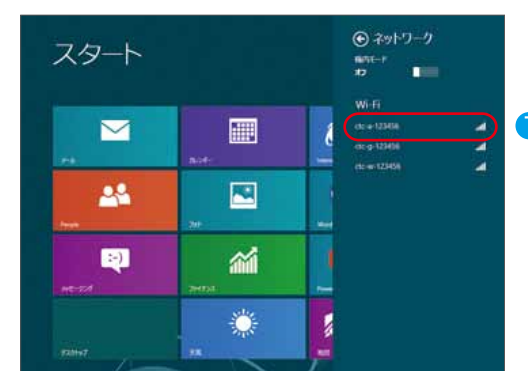 スタート
ネットワーク
機内モード
オフ
Wi-Fi
ctc-a-123456
ctc-g-123456
ctc-w-123456
メール
カレンダー
People
フォト
メッセージング
ファイナンス
デスクトップ
天気
地図